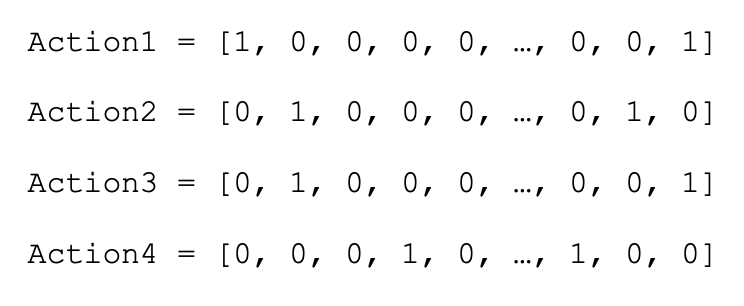 Action1 = [1, 0, 0, 0, 0, …, 0, 0, 1]
Action2 = [0, 1, 0, 0, 0, …, 0, 1, 0]
Action3 = [0, 1, 0, 0, 0, …, 0, 0, 1]
Action4 = [0, 0, 0, 1, 0, …, 1, 0, 0]